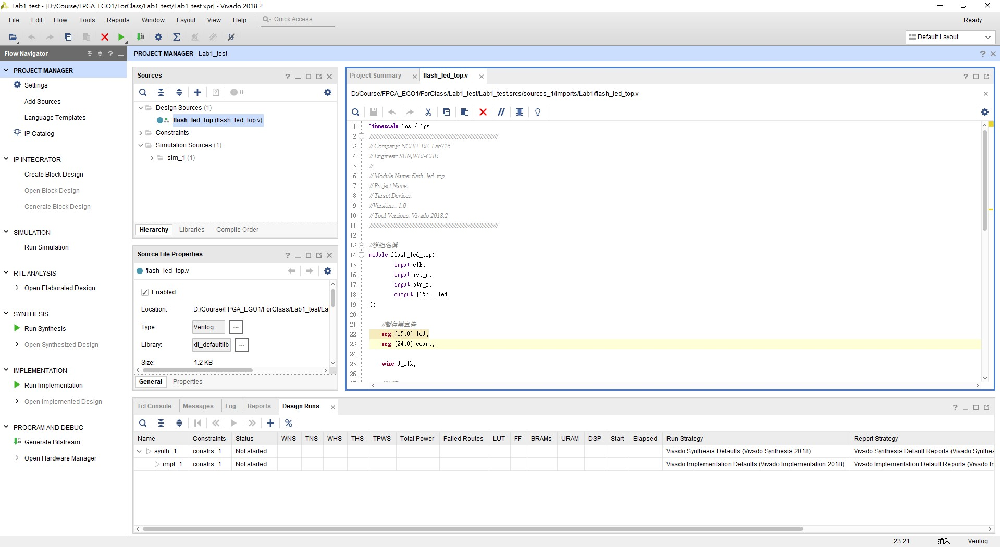 Lab1_test - [D:/Course/FPGA_EGO1/ForClass/Lab1_test/Lab1_test.xpr] - Vivado 2018.2
File Edit Flow Tools Reports Window Layout View Help Quick Access Ready
Default Layout
Flow Navigator
PROJECT MANAGER - Lab1_test
PROJECT MANAGER
Settings
Add Sources
Language Templates
IP Catalog
IP INTEGRATOR
Create Block Design
Open Block Design
Generate Block Design
SIMULATION
Run Simulation
RTL ANALYSIS
Open Elaborated Design
SYNTHESIS
Run Synthesis
Open Synthesized Design
IMPLEMENTATION
Run Implementation
Open Implemented Design
PROGRAM AND DEBUG
Generate Bitstream
Open Hardware Manager
Sources
0
Design Sources (1)
flash_led_top (flash_led_top.v)
Constraints
Simulation Sources (1)
sim_1 (1)
Hierarchy Libraries Compile Order
Source File Properties
flash_led_top.v
Enabled
Location: D:/Course/FPGA_EGO1/ForClass/Lab1_test/Lal
Type: Verilog ...
Library: xil_defaultlib ...
Size: 1.2 KB
General Properties
Project Summary flash_led_top.v
D:/Course/FPGA_EGO1/ForClass/Lab1_test/Lab1_test.srcs/sources_1/imports/Lab1/flash_led_top.v
1 `timescale 1ns / 1ps
2 //////////////////////////////////////////////////////////////////////////////////
3 // Company: NCHU EE Lab716
4 // Engineer: SUN,WEI-CHE
5 //
6 // Module Name: flash_led_top
7 // Project Name:
8 // Target Devices:
9 //Versions:: 1.0
10 // Tool Versions: Vivado 2018.2
11 //////////////////////////////////////////////////////////////////////////////////
12
13 //模組名稱
14 module flash_led_top(
15 input clk,
16 input rst_n,
17 input btn_c,
18 output [15:0] led
19 );
20
21 //暫存器宣告
22 reg [15:0] led;
23 reg [24:0] count;
24
25 wire d_clk;
26
Tcl Console Messages Log Reports Design Runs
Name Constraints Status WNS TNS WHS THS TPWS Total Power Failed Routes LUT FF BRAMs URAM DSP Start Elapsed Run Strategy Report Strategy
synth_1 constrs_1 Not started Vivado Synthesis Defaults (Vivado Synthesis 2018) Vivado Synthesis Default Reports (Vivado Synthes
impl_1 constrs_1 Not started Vivado Implementation Defaults (Vivado Implementation 2018) Vivado Implementation Default Reports (Vivado Ir
23:21 插入 Verilog